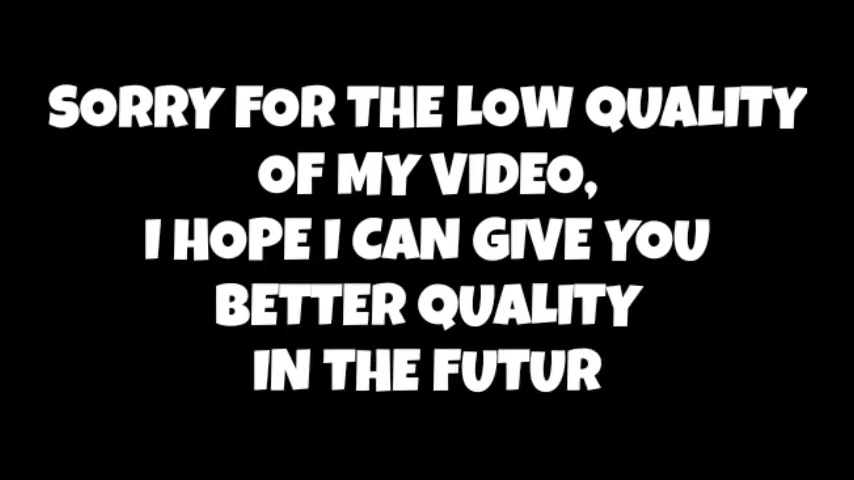 SORRY FOR THE LOW QUALITY
OF MY VIDEO,
I HOPE I CAN GIVE YOU
BETTER QUALITY
IN THE FUTUR